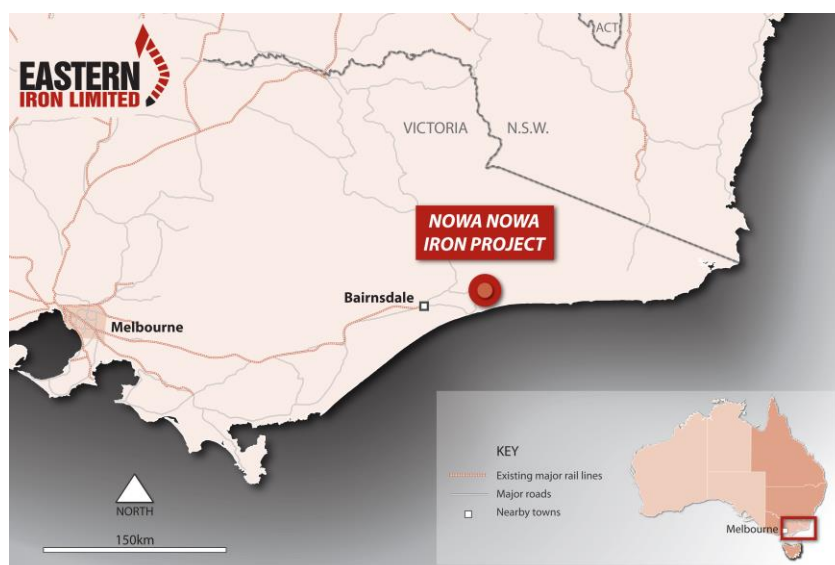 EASTERN
IRON LIMITED
ACT
VICTORIA
N.S.W.
NOWA NOWA
IRON PROJECT
Bairnsdale
Melbourne
KEY
Existing major rail lines
Major roads
Nearby towns
Melbourne
NORTH
150km